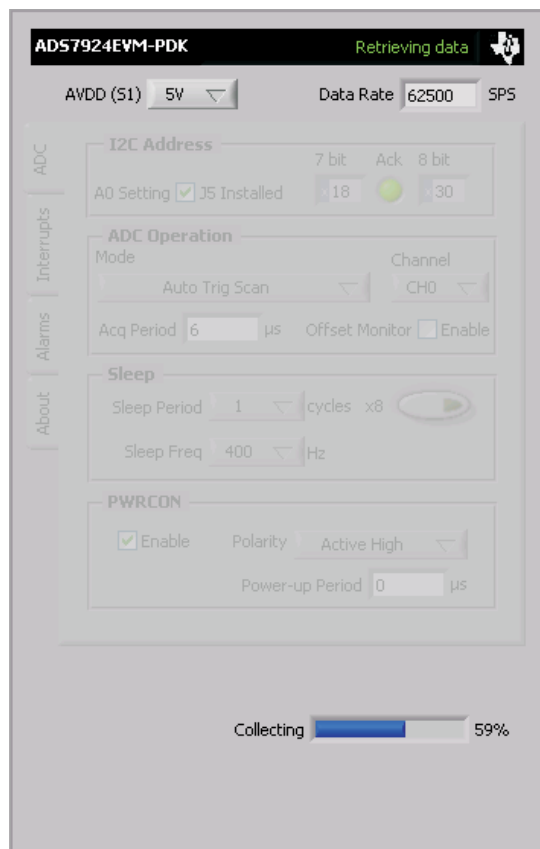 ADS7924EVM-PDK Retrieving data
AVDD (S1) 5V Data Rate 62500 SPS
ADC
Interrupts
Alarms
About
I2C Address
7 bit Ack 8 bit
A0 Setting J5 Installed x18 x30
ADC Operation
Mode Channel
Auto Trig Scan CH0
Acq Period 6 µs Offset Monitor Enable
Sleep
Sleep Period 1 cycles x8
Sleep Freq 400 Hz
PWRCON
Enable Polarity Active High
Power-up Period 0 µs
Collecting 59%